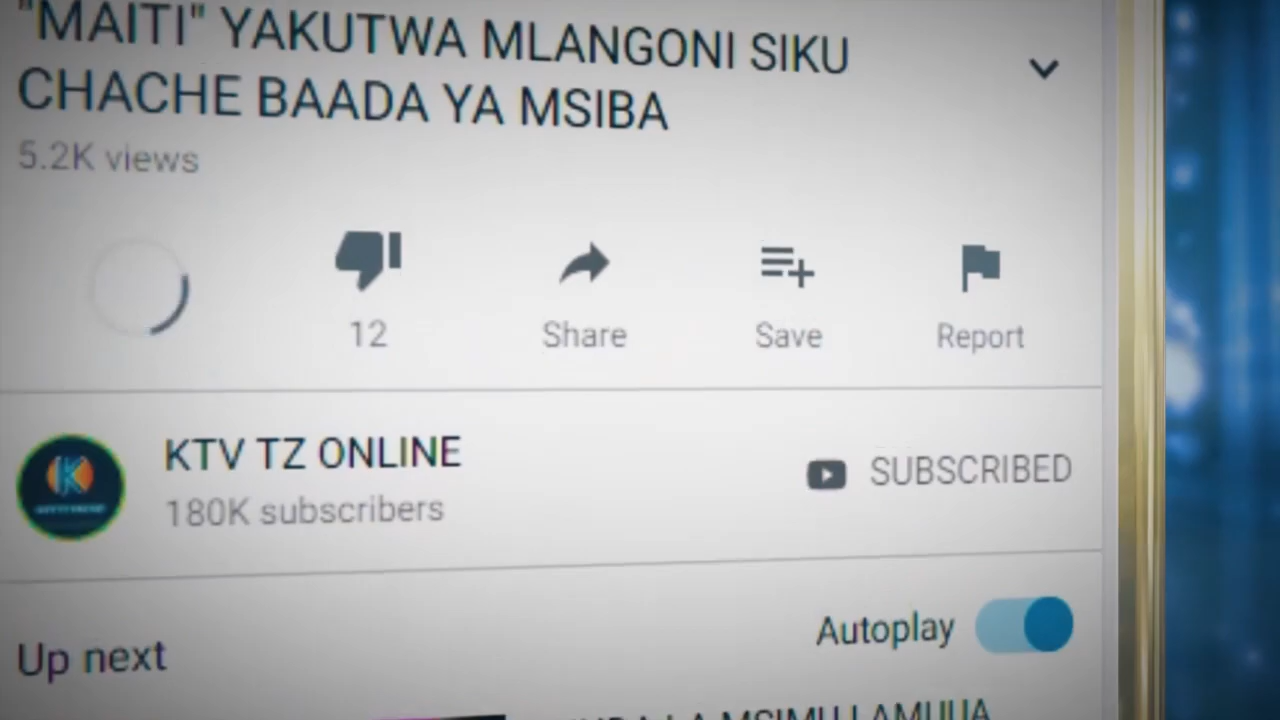 "MAITI" YAKUTWA MLANGONI SIKU
CHACHE BAADA YA MSIBA
5.2K views
12
Share
Save
Report
KTV TZ ONLINE
180K subscribers
SUBSCRIBED
Autoplay
Up next